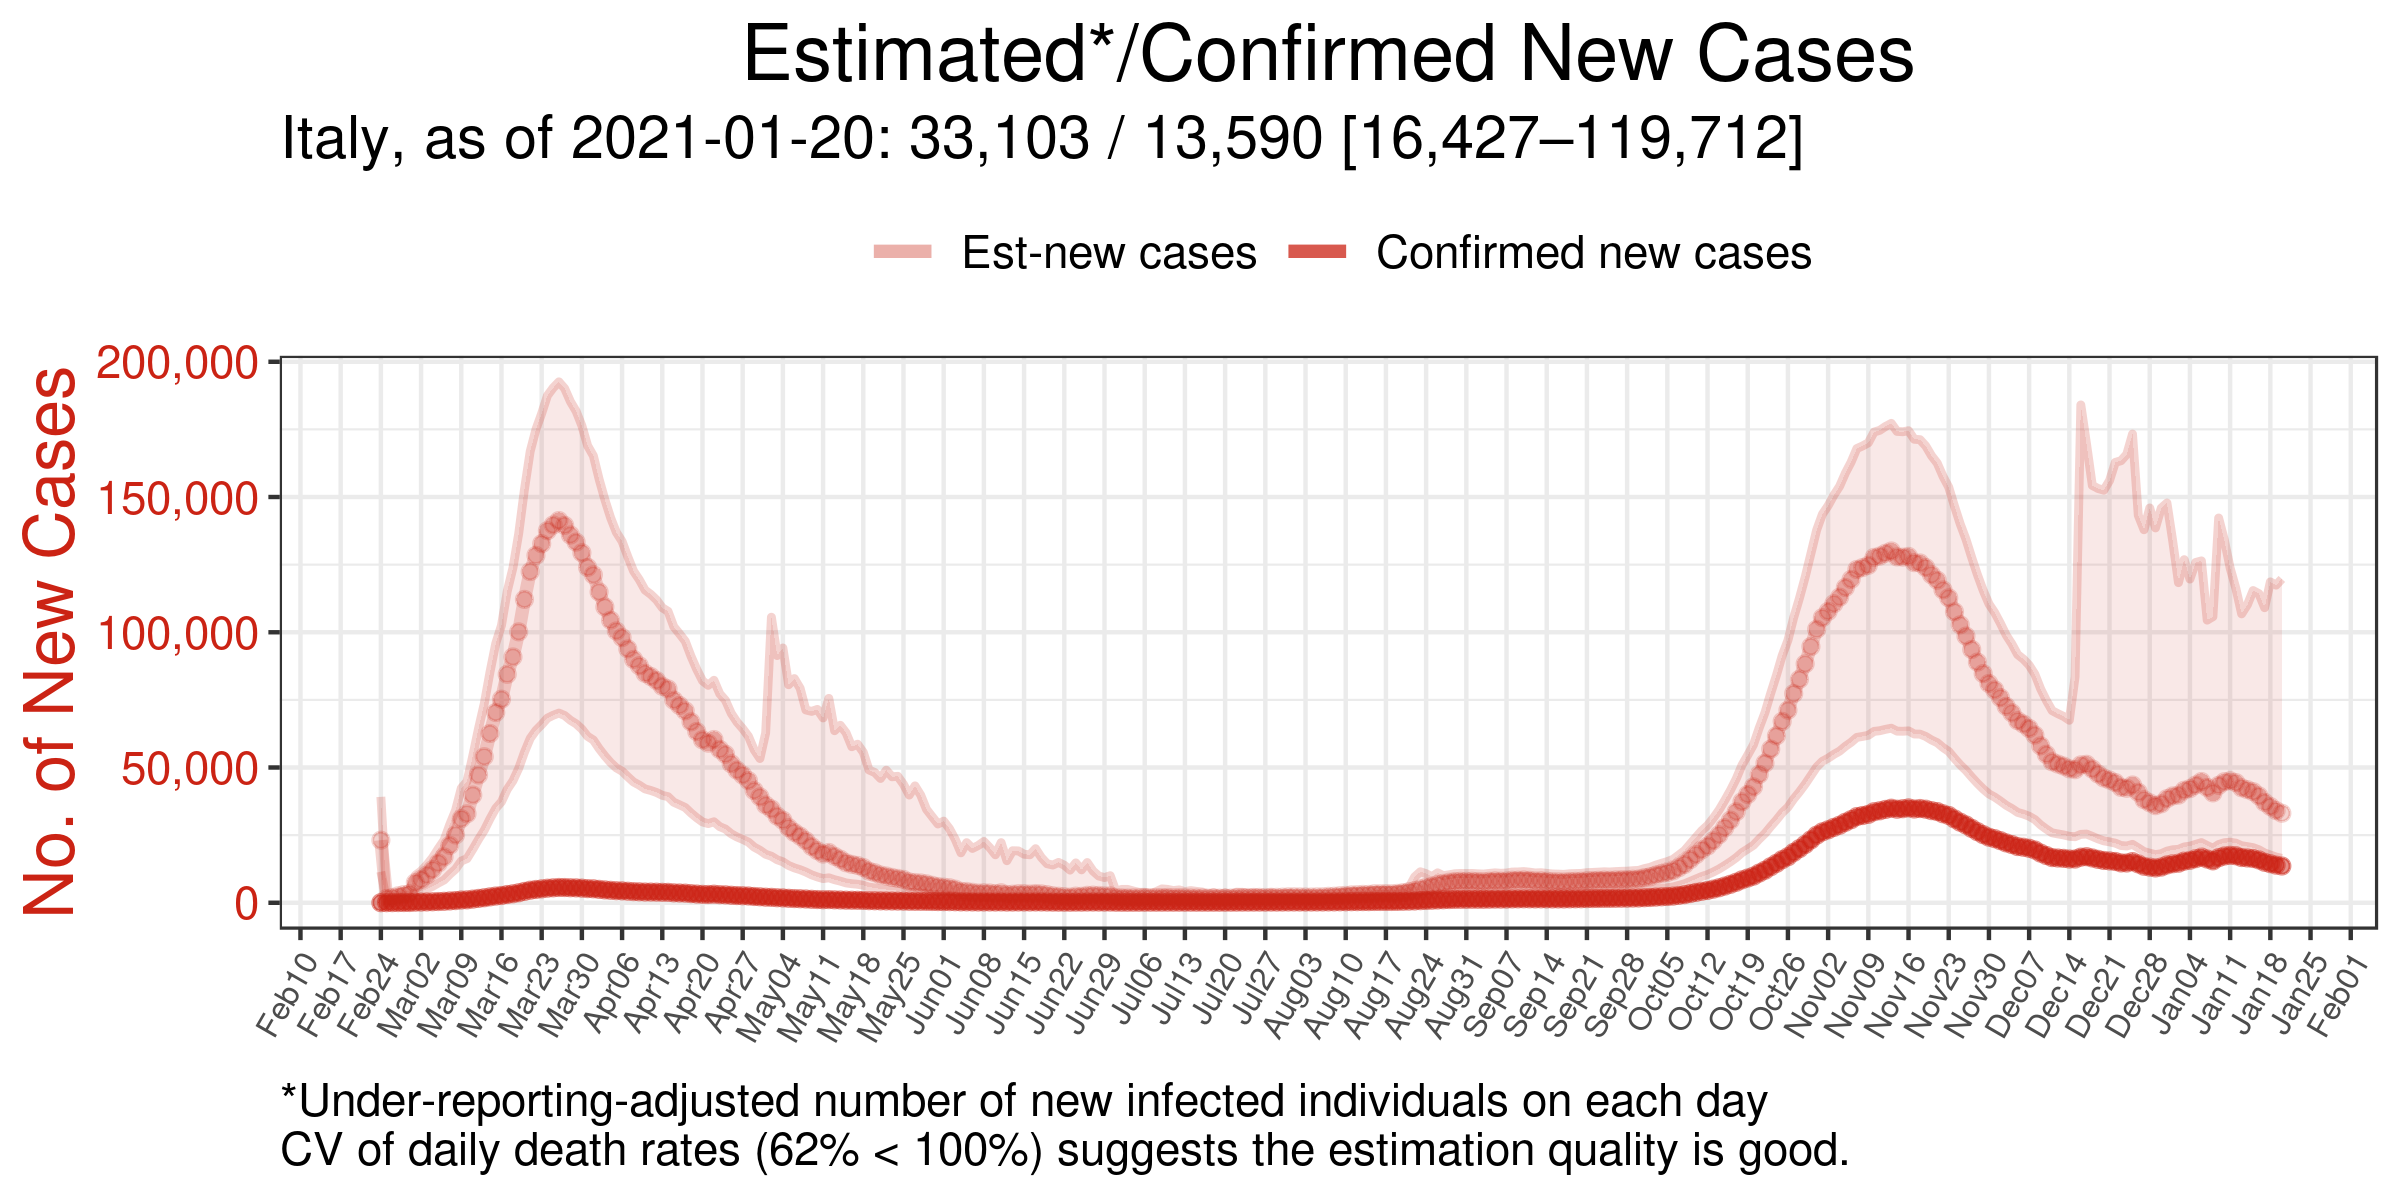 Estimated*/Confirmed New Cases
Italy, as of 2021-01-20: 33,103 / 13,590 [16,427–119,712]
Est-new cases
Confirmed new cases
No. of New Cases
200,000
150,000
100,000
50,000
0
Feb10
Feb17
Feb24
Mar02
Mar09
Mar16
Mar23
Mar30
Apr06
Apr13
Apr20
Apr27
May04
May11
May18
May25
Jun01
Jun08
Jun15
Jun22
Jun29
Jul06
Jul13
Jul20
Jul27
Aug03
Aug10
Aug17
Aug24
Aug31
Sep07
Sep14
Sep21
Sep28
Oct05
Oct12
Oct19
Oct26
Nov02
Nov09
Nov16
Nov23
Nov30
Dec07
Dec14
Dec21
Dec28
Jan04
Jan11
Jan18
Jan25
Feb01
*Under-reporting-adjusted number of new infected individuals on each day
CV of daily death rates (62% < 100%) suggests the estimation quality is good.